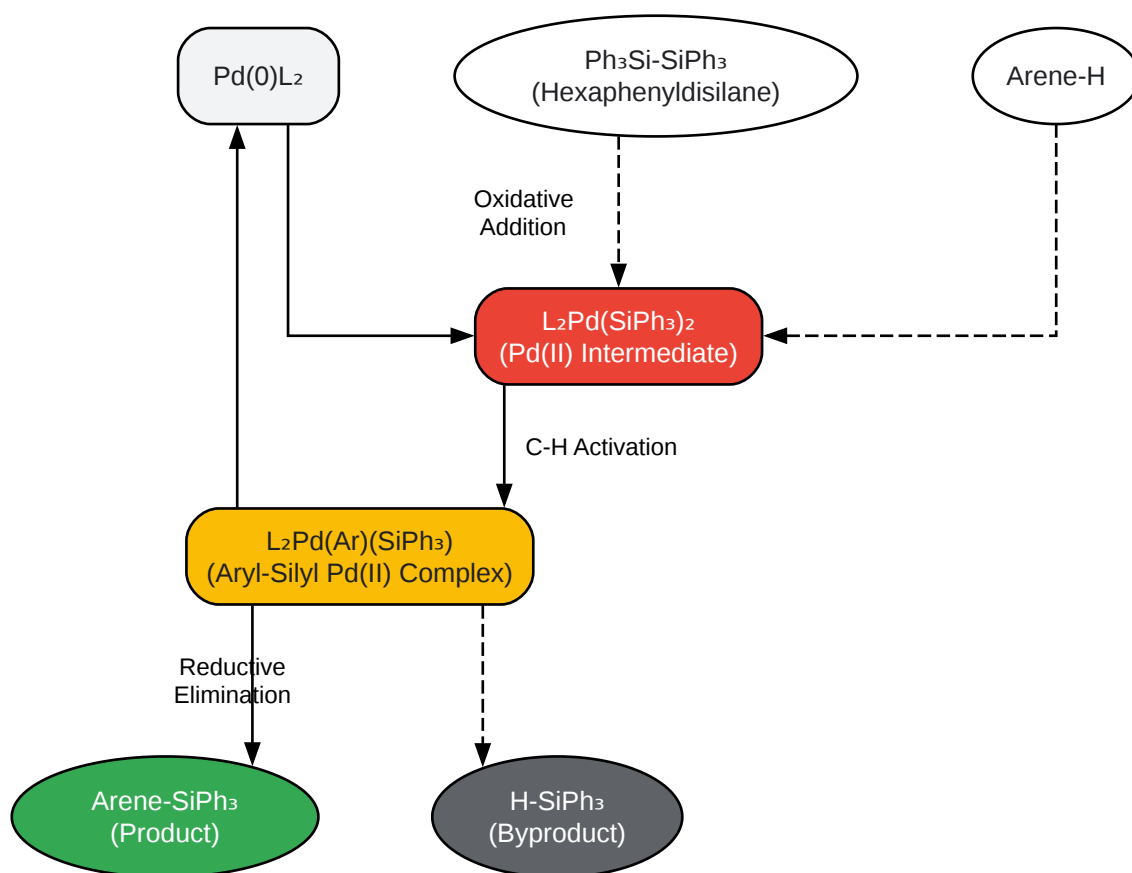 Pd(0)L₂
Ph₃Si-SiPh₃
(Hexaphenyldisilane)
Arene-H
Oxidative
Addition
L₂Pd(SiPh₃)₂
(Pd(II) Intermediate)
C-H Activation
L₂Pd(Ar)(SiPh₃)
(Aryl-Silyl Pd(II) Complex)
Reductive
Elimination
Arene-SiPh₃
(Product)
H-SiPh₃
(Byproduct)